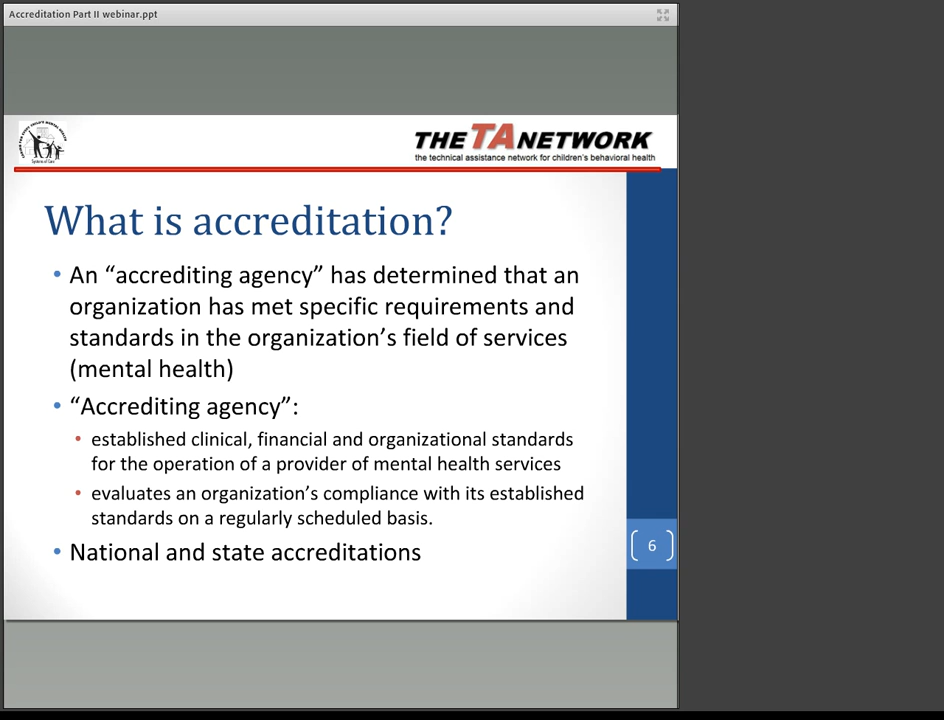 Accreditation Part II webinar.ppt
THE TA NETWORK
the technical assistance network for children's behavioral health
Systems of Care
What is accreditation?
• An “accrediting agency” has determined that an
organization has met specific requirements and
standards in the organization’s field of services
(mental health)
• “Accrediting agency”:
• established clinical, financial and organizational standards
for the operation of a provider of mental health services
• evaluates an organization’s compliance with its established
standards on a regularly scheduled basis.
• National and state accreditations
6